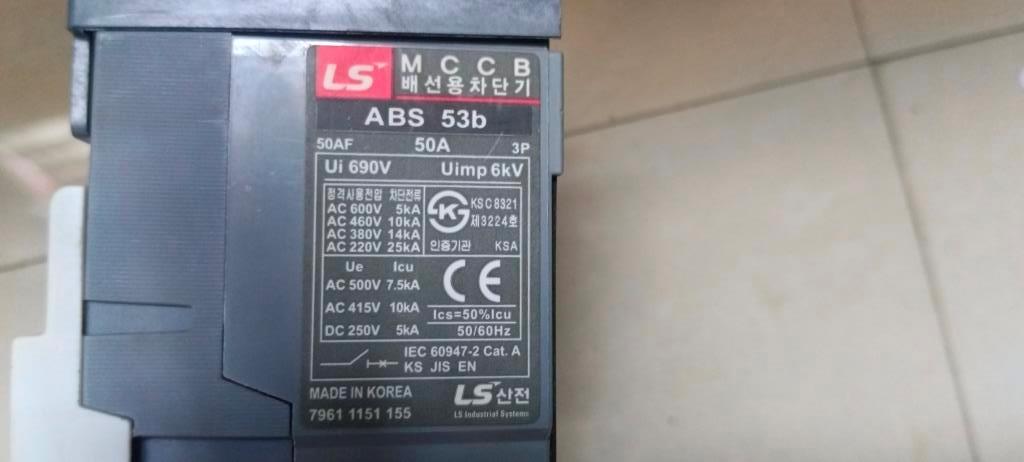 LS MCCB
배선용차단기
ABS 53b
50AF 50A 3P
Ui 690V Uimp 6kV
정격사용전압 차단전류
AC 600V 5kA
AC 460V 10kA
AC 380V 14kA
AC 220V 25kA
KS C 8321
제3224호
인증기관 KSA
Ue Icu
AC 500V 7.5kA
AC 415V 10kA
DC 250V 5kA
CE
Ics=50%Icu
50/60Hz
IEC 60947-2 Cat. A
KS JIS EN
MADE IN KOREA
7961 1151 155
LS산전
LS Industrial Systems